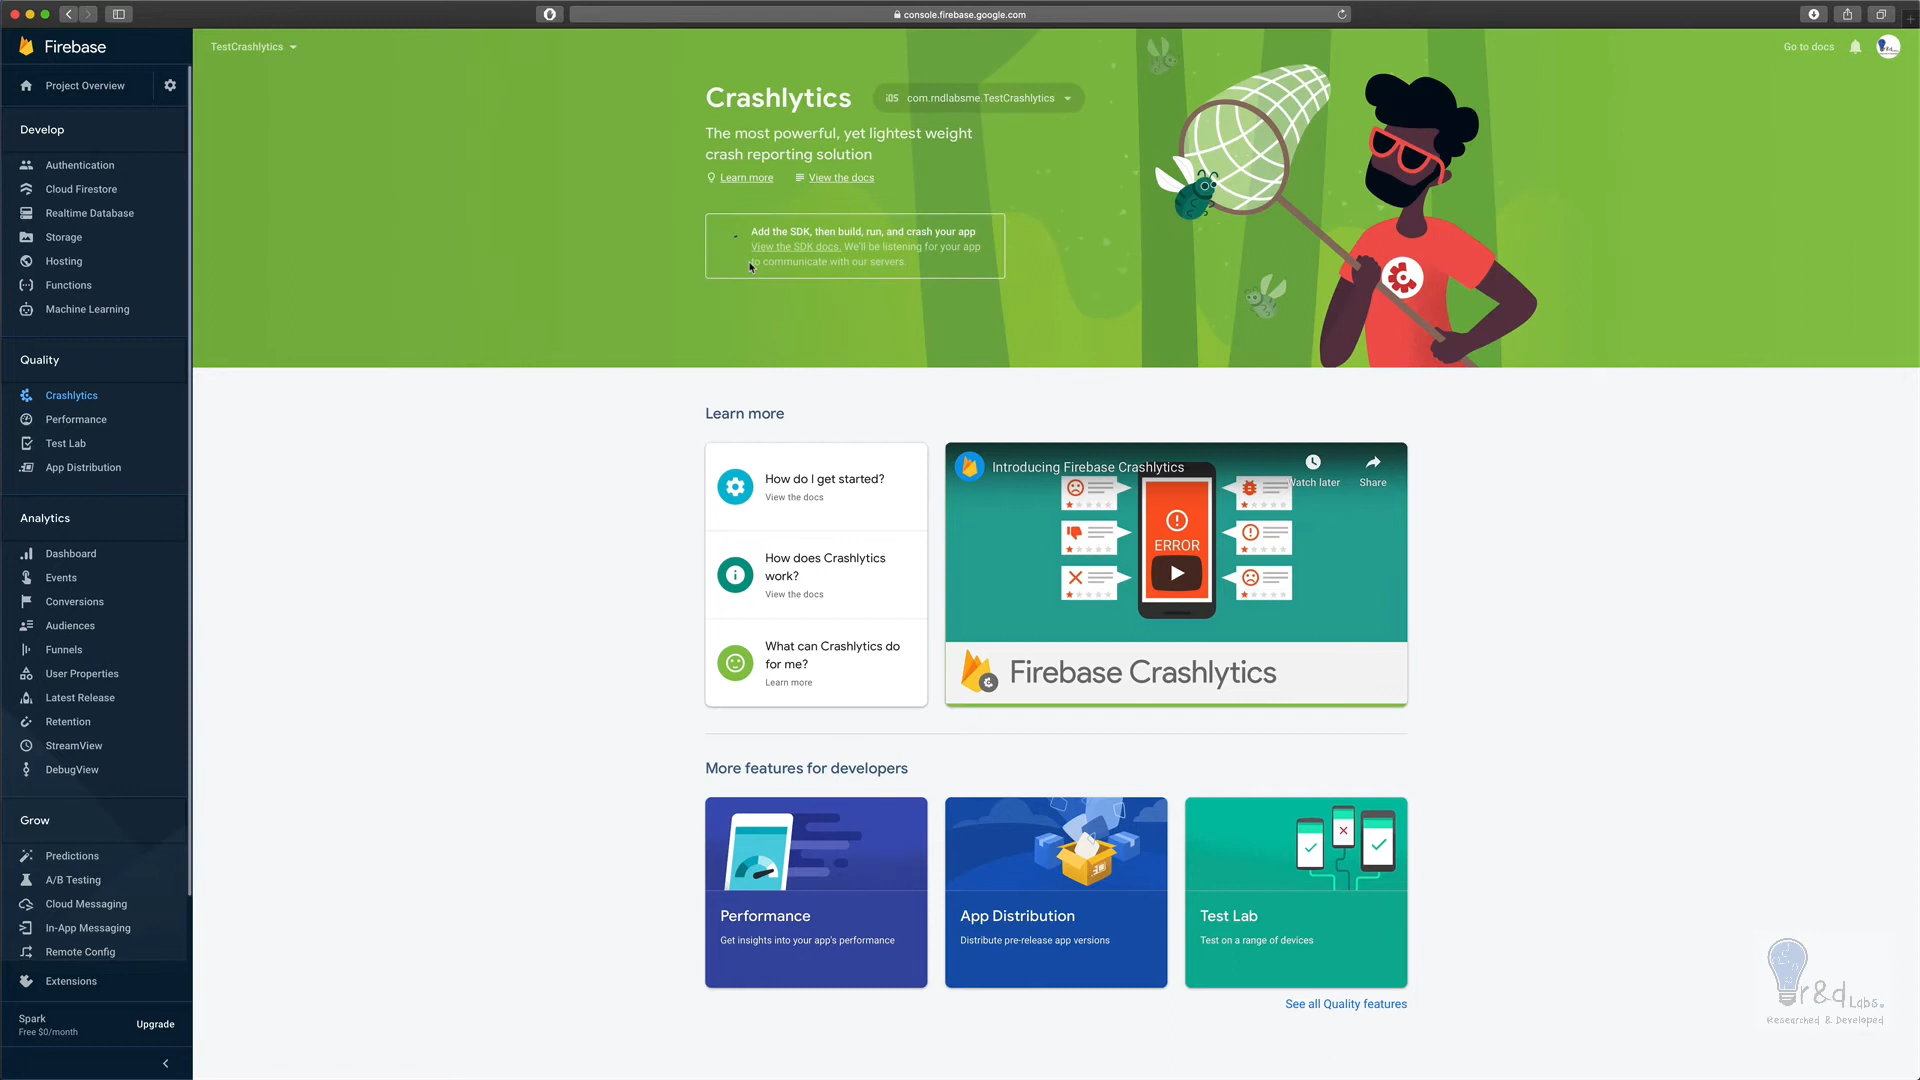 console.firebase.google.com
Firebase
TestCrashlytics
Go to docs
Project Overview
Develop
Authentication
Cloud Firestore
Realtime Database
Storage
Hosting
Functions
Machine Learning
Quality
Crashlytics
Performance
Test Lab
App Distribution
Analytics
Dashboard
Events
Conversions
Audiences
Funnels
User Properties
Latest Release
Retention
StreamView
DebugView
Grow
Predictions
A/B Testing
Cloud Messaging
In-App Messaging
Remote Config
Extensions
Spark
Free $0/month
Upgrade
Crashlytics
iOS com.rndlabsme.TestCrashlytics
The most powerful, yet lightest weight
crash reporting solution
Learn more View the docs
Add the SDK, then build, run, and crash your app
View the SDK docs. We'll be listening for your app
to communicate with our servers.
Learn more
How do I get started?
View the docs
How does Crashlytics
work?
View the docs
What can Crashlytics do
for me?
Learn more
Introducing Firebase Crashlytics
Watch later
Share
ERROR
Firebase Crashlytics
More features for developers
Performance
Get insights into your app's performance
App Distribution
Distribute pre-release app versions
Test Lab
Test on a range of devices
See all Quality features
r&d Labs.
Researched & Developed